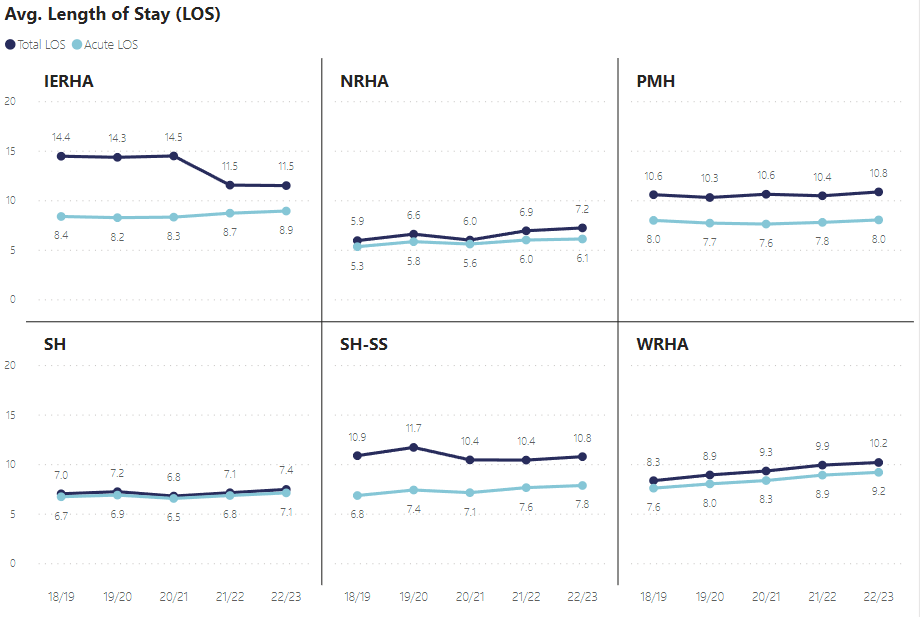 Avg. Length of Stay (LOS)
Total LOS Acute LOS
IERHA NRHA PMH
20
14.4 14.3 14.5 11.5 11.5
15
10.6 10.3 10.6 10.4 10.8
10
5.9 6.6 6.0 6.9 7.2
8.4 8.2 8.3 8.7 8.9
8.0 7.7 7.6 7.8 8.0
5
5.3 5.8 5.6 6.0 6.1
0
SH SH-SS WRHA
20
15
10.9 11.7 10.4 10.4 10.8
8.3 8.9 9.3 9.9 10.2
10
7.0 7.2 6.8 7.1 7.4
5
6.7 6.9 6.5 6.8 7.1
6.8 7.4 7.1 7.6 7.8
7.6 8.0 8.3 8.9 9.2
0
18/19 19/20 20/21 21/22 22/23 18/19 19/20 20/21 21/22 22/23 18/19 19/20 20/21 21/22 22/23